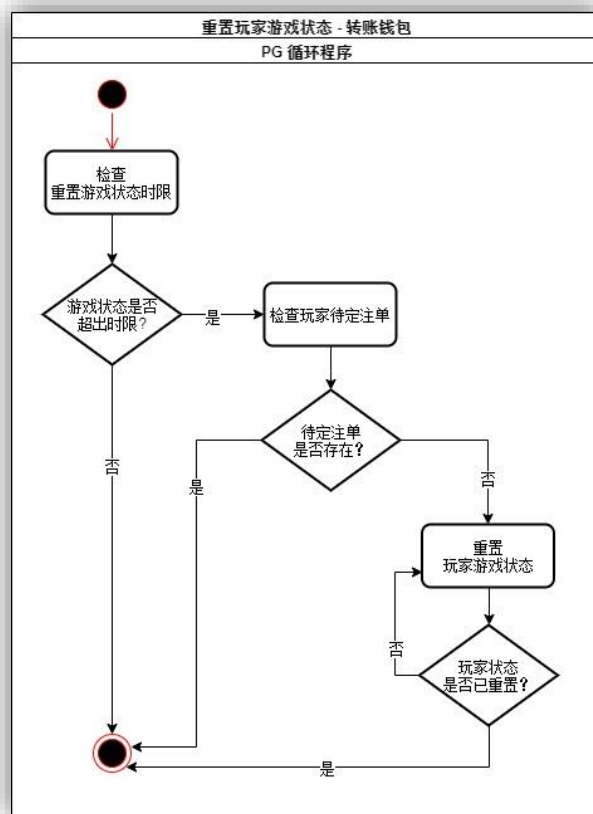 重置玩家游戏状态 - 转账钱包
PG 循环程序
检查
重置游戏状态时限
游戏状态是否
超出时限?
是
检查玩家待定注单
待定注单
是否存在?
否
是
否
重置
玩家游戏状态
否
玩家状态
是否已重置?
是